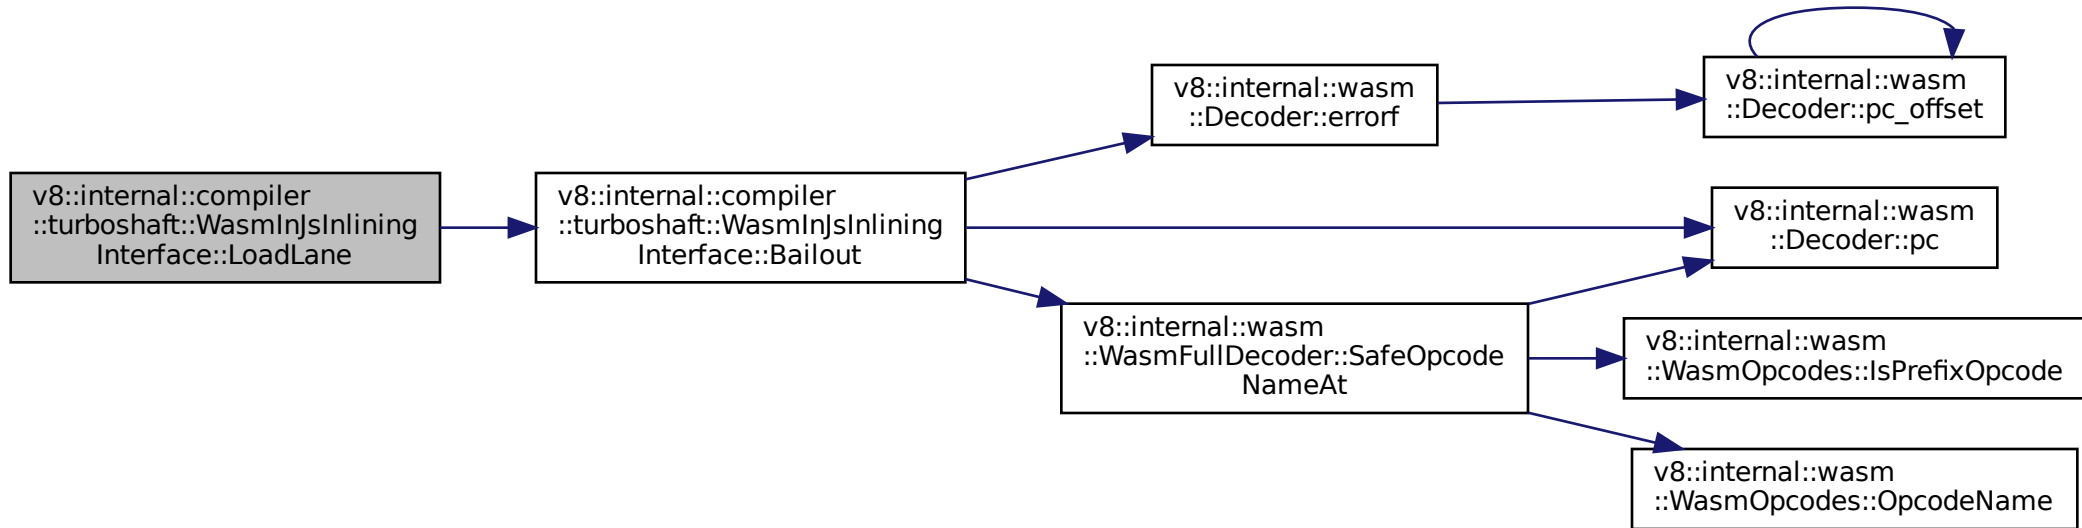 v8::internal::compiler
::turboshaft::WasmInJsInlining
Interface::LoadLane
v8::internal::compiler
::turboshaft::WasmInJsInlining
Interface::Bailout
v8::internal::wasm
::Decoder::errorf
v8::internal::wasm
::Decoder::pc_offset
v8::internal::wasm
::Decoder::pc
v8::internal::wasm
::WasmFullDecoder::SafeOpcode
NameAt
v8::internal::wasm
::WasmOpcodes::IsPrefixOpcode
v8::internal::wasm
::WasmOpcodes::OpcodeName